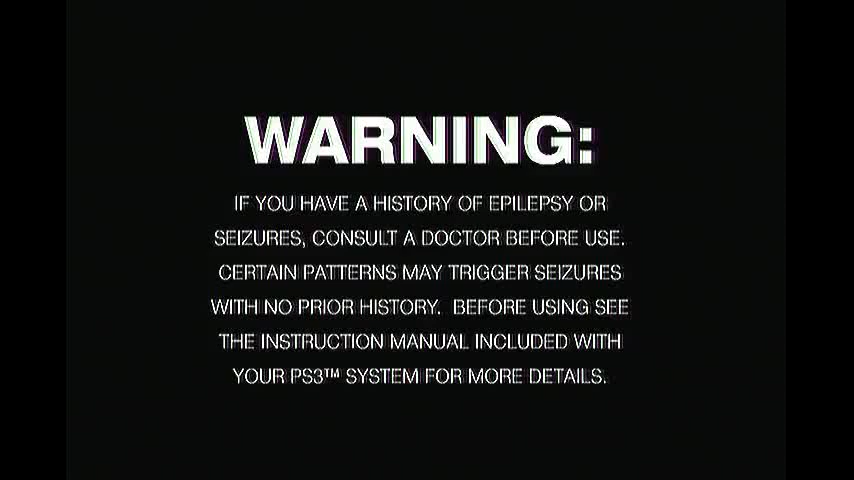 WARNING:
IF YOU HAVE A HISTORY OF EPILEPSY OR
SEIZURES, CONSULT A DOCTOR BEFORE USE.
CERTAIN PATTERNS MAY TRIGGER SEIZURES
WITH NO PRIOR HISTORY.  BEFORE USING SEE
THE INSTRUCTION MANUAL INCLUDED WITH
YOUR PS3™ SYSTEM FOR MORE DETAILS.